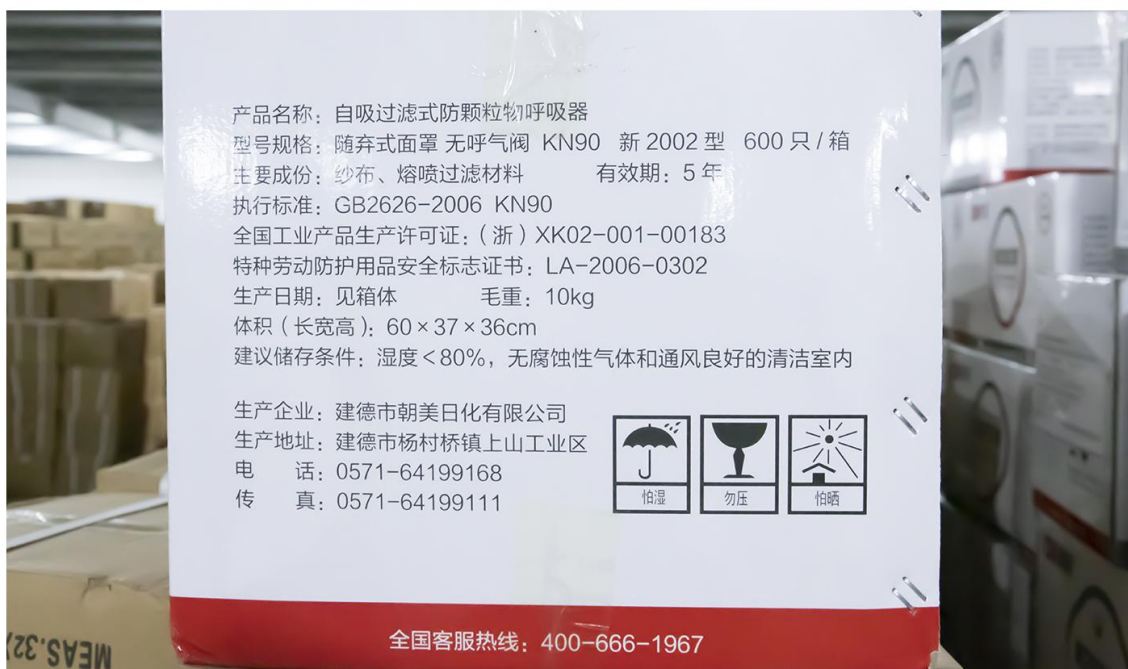 产品名称：自吸过滤式防颗粒物呼吸器
型号规格：随弃式面罩 无呼气阀 KN90 新 2002 型 600 只 / 箱
主要成份：纱布、熔喷过滤材料 有效期：5 年
执行标准：GB2626-2006 KN90
全国工业产品生产许可证：（浙）XK02-001-00183
特种劳动防护用品安全标志证书：LA-2006-0302
生产日期：见箱体 毛重：10kg
体积（长宽高）：60×37×36cm
建议储存条件：湿度＜80%，无腐蚀性气体和通风良好的清洁室内
生产企业：建德市朝美日化有限公司
生产地址：建德市杨村桥镇上山工业区
电 话：0571-64199168
传 真：0571-64199111
怕湿
勿压
怕晒
全国客服热线：400-666-1967
MEAS.32